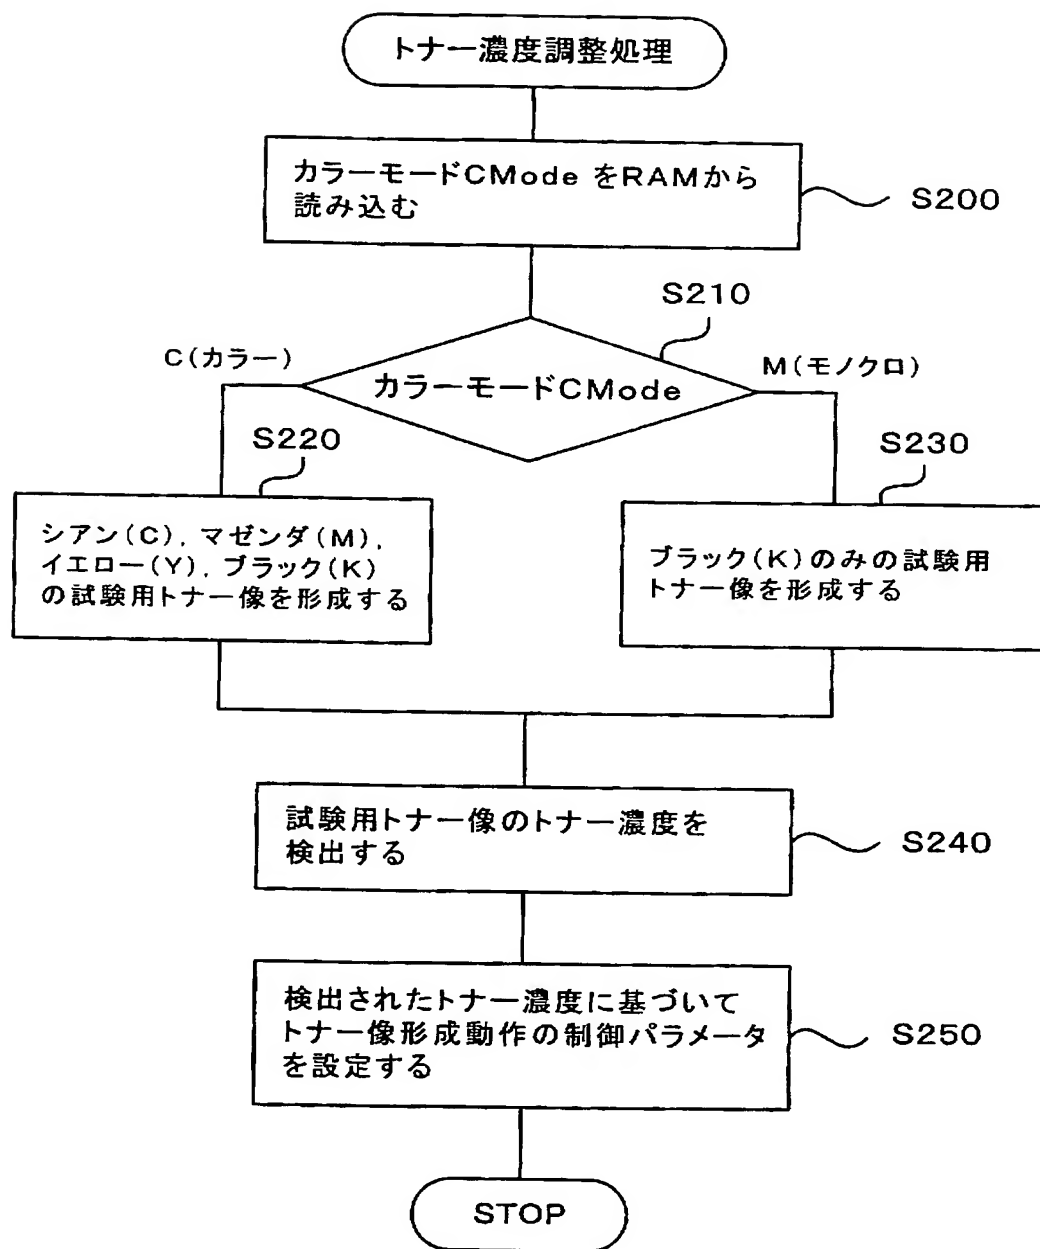 トナー濃度調整処理
カラーモードCMode をRAMから
読み込む
S200
S210
C(カラー)
M(モノクロ)
カラーモードCMode
S220
S230
シアン(C), マゼンダ(M),
イエロー(Y), ブラック(K)
の試験用トナー像を形成する
ブラック(K)のみの試験用
トナー像を形成する
試験用トナー像のトナー濃度を
検出する
S240
検出されたトナー濃度に基づいて
トナー像形成動作の制御パラメータ
を設定する
S250
STOP